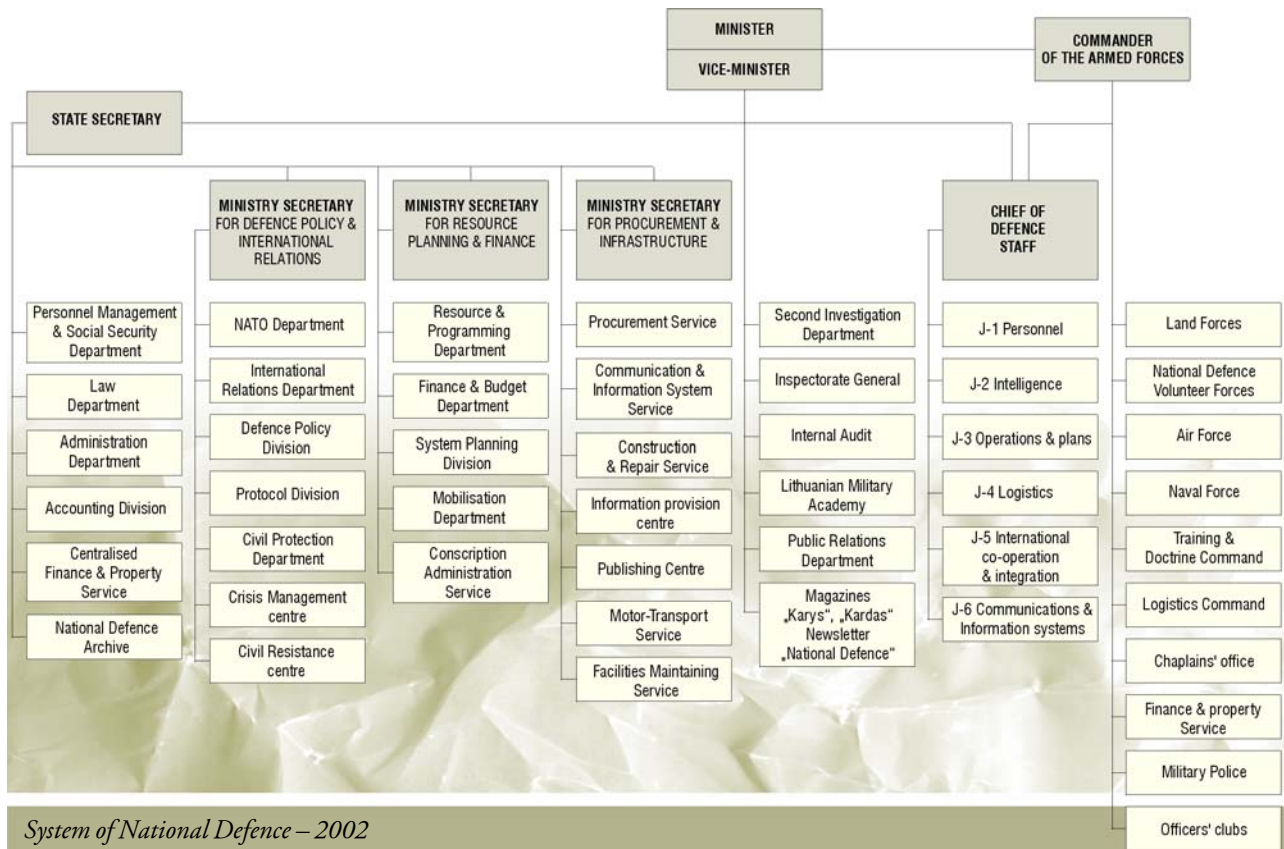 MINISTER
VICE-MINISTER
COMMANDER
OF THE ARMED FORCES
STATE SECRETARY
MINISTRY SECRETARY
FOR DEFENCE POLICY &
INTERNATIONAL
RELATIONS
MINISTRY SECRETARY
FOR RESOURCE
PLANNING & FINANCE
MINISTRY SECRETARY
FOR PROCUREMENT &
INFRASTRUCTURE
CHIEF OF
DEFENCE
STAFF
Personnel Management
& Social Security
Department
Law
Department
Administration
Department
Accounting Division
Centralised
Finance & Property
Service
National Defence
Archive
NATO Department
International
Relations Department
Defence Policy
Division
Protocol Division
Civil Protection
Department
Crisis Management
centre
Civil Resistance
centre
Resource &
Programming
Department
Finance & Budget
Department
System Planning
Division
Mobilisation
Department
Conscription
Administration
Service
Procurement Service
Communication &
Information System
Service
Construction
& Repair Service
Information provision
centre
Publishing Centre
Motor-Transport
Service
Facilities Maintaining
Service
Second Investigation
Department
Inspectorate General
Internal Audit
Lithuanian Military
Academy
Public Relations
Department
Magazines
„Karys“, „Kardas“
Newsletter
„National Defence“
J-1 Personnel
J-2 Intelligence
J-3 Operations & plans
J-4 Logistics
J-5 International
co-operation
& integration
J-6 Communications &
Information systems
Land Forces
National Defence
Volunteer Forces
Air Force
Naval Force
Training &
Doctrine Command
Logistics Command
Chaplains' office
Finance & property
Service
Military Police
Officers' clubs
System of National Defence – 2002